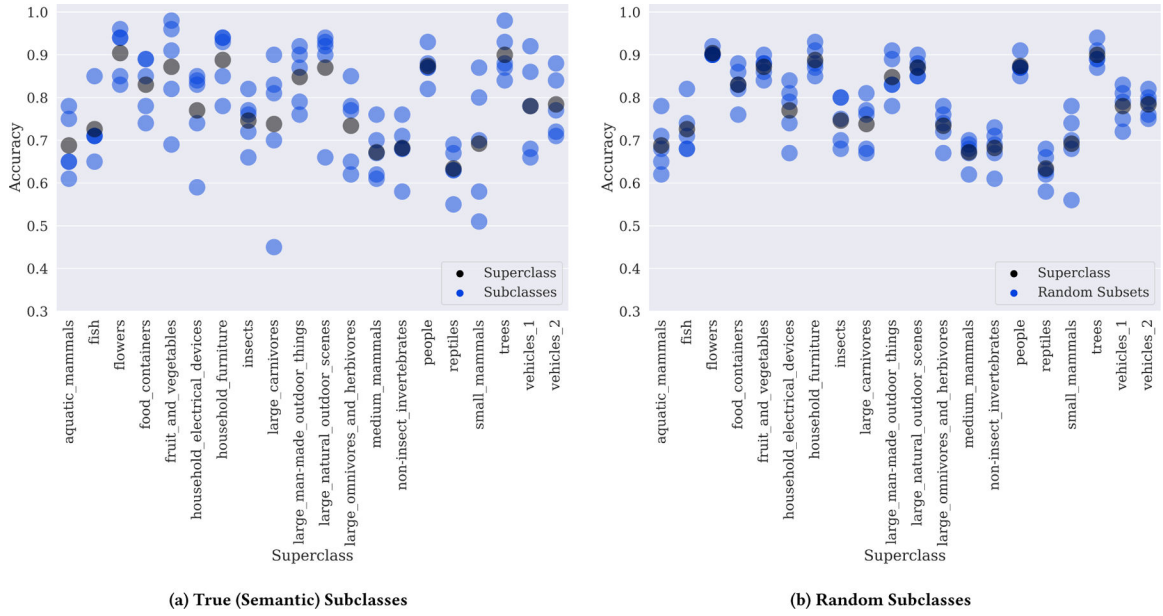 1.0
0.9
0.8
0.7
0.6
0.5
0.4
0.3
Accuracy
Superclass
Subclasses
aquatic_mammals
fish
flowers
food_containers
fruit_and_vegetables
household_electrical_devices
household_furniture
insects
large_carnivores
large_man-made_outdoor_things
large_natural_outdoor_scenes
large_omnivores_and_herbivores
medium_mammals
non-insect_invertebrates
people
reptiles
small_mammals
trees
vehicles_1
vehicles_2
Superclass
(a) True (Semantic) Subclasses
1.0
0.9
0.8
0.7
0.6
0.5
0.4
0.3
Accuracy
Superclass
Random Subsets
aquatic_mammals
fish
flowers
food_containers
fruit_and_vegetables
household_electrical_devices
household_furniture
insects
large_carnivores
large_man-made_outdoor_things
large_natural_outdoor_scenes
large_omnivores_and_herbivores
medium_mammals
non-insect_invertebrates
people
reptiles
small_mammals
trees
vehicles_1
vehicles_2
Superclass
(b) Random Subclasses